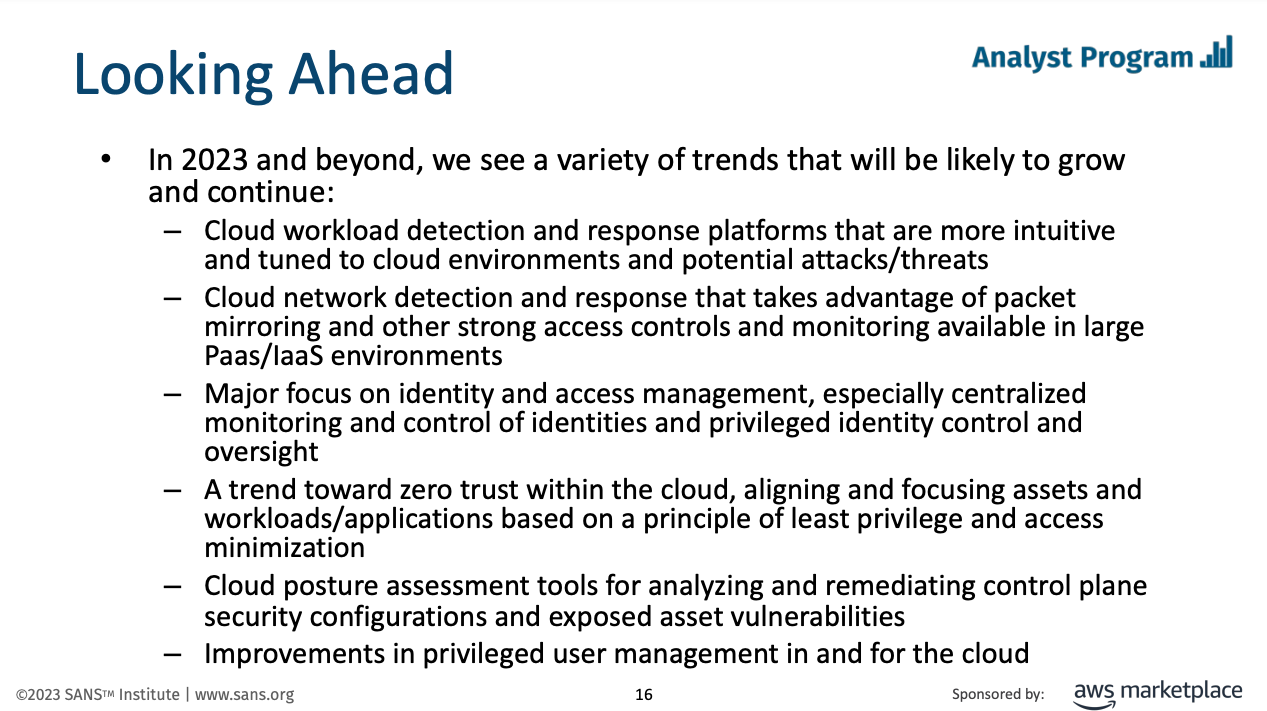 Looking Ahead
Analyst Program
• In 2023 and beyond, we see a variety of trends that will be likely to grow
and continue:
– Cloud workload detection and response platforms that are more intuitive
and tuned to cloud environments and potential attacks/threats
– Cloud network detection and response that takes advantage of packet
mirroring and other strong access controls and monitoring available in large
Paas/IaaS environments
– Major focus on identity and access management, especially centralized
monitoring and control of identities and privileged identity control and
oversight
– A trend toward zero trust within the cloud, aligning and focusing assets and
workloads/applications based on a principle of least privilege and access
minimization
– Cloud posture assessment tools for analyzing and remediating control plane
security configurations and exposed asset vulnerabilities
– Improvements in privileged user management in and for the cloud
©2023 SANS™ Institute | www.sans.org
16
Sponsored by:
aws marketplace